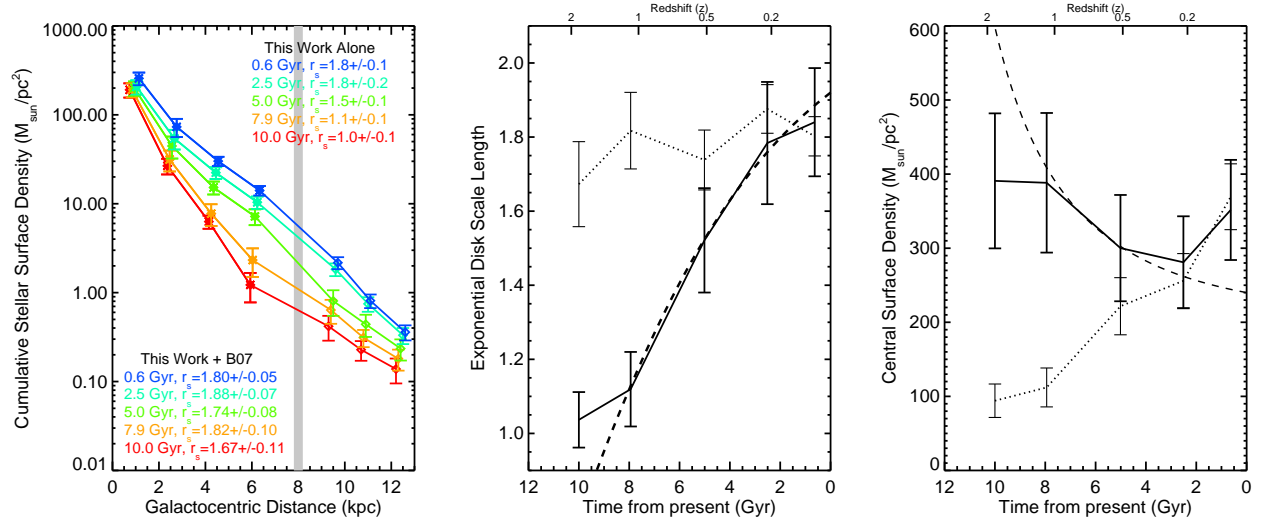 1000.00
100.00
10.00
1.00
0.10
0.01
Cumulative Stellar Surface Density (M_sun/pc²)
This Work Alone
0.6 Gyr, r_s=1.8+/-0.1
2.5 Gyr, r_s=1.8+/-0.2
5.0 Gyr, r_s=1.5+/-0.1
7.9 Gyr, r_s=1.1+/-0.1
10.0 Gyr, r_s=1.0+/-0.1
This Work + B07
0.6 Gyr, r_s=1.80+/-0.05
2.5 Gyr, r_s=1.88+/-0.07
5.0 Gyr, r_s=1.74+/-0.08
7.9 Gyr, r_s=1.82+/-0.10
10.0 Gyr, r_s=1.67+/-0.11
0 2 4 6 8 10 12
Galactocentric Distance (kpc)
Redshift (z)
2 1 0.5 0.2
Exponential Disk Scale Length
2.0
1.8
1.6
1.4
1.2
1.0
12 10 8 6 4 2 0
Time from present (Gyr)
Redshift (z)
2 1 0.5 0.2
Central Surface Density (M_sun/pc²)
600
500
400
300
200
100
0
12 10 8 6 4 2 0
Time from present (Gyr)